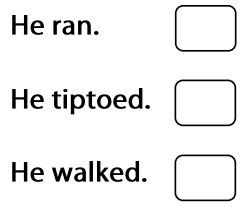 He ran.
He tiptoed.
He walked.